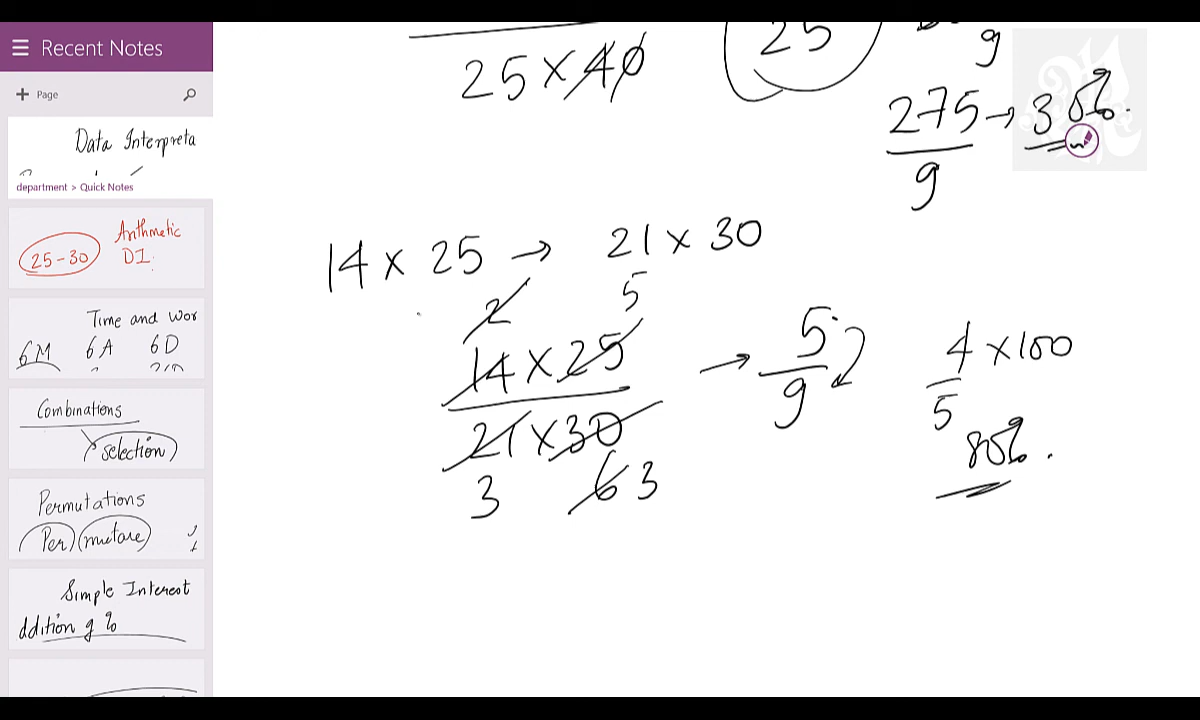 Recent Notes
+ Page
Data Interpreta
department > Quick Notes
25-30 Arithmetic
DI.
Time and Wor
6M 6A 6D
Combinations
(selection)
Permutations
(Per) (mutare)
Simple Interest
ddition of %
25 × 40
25
9
275 → 30%.
9
14 × 25 → 21 × 30
2 5
14 × 25 → 5 4 × 100
21 × 30 9 5
3 6 3 80%.